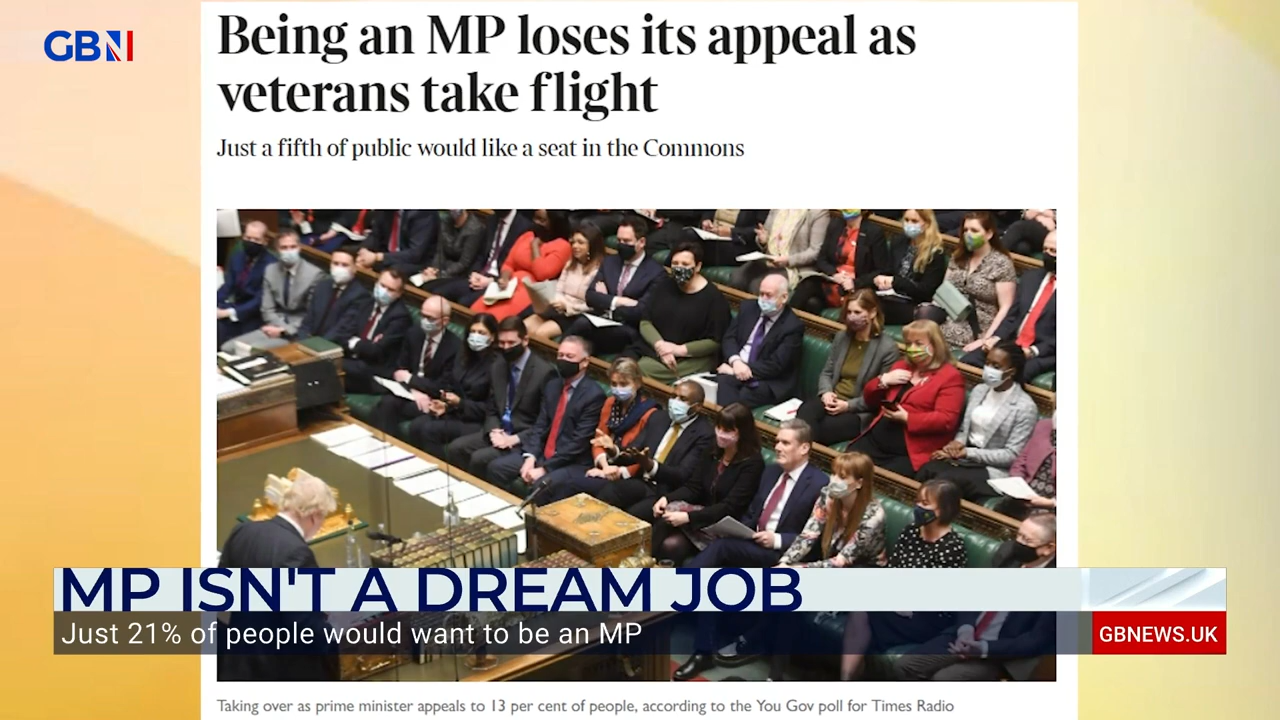 GBN
Being an MP loses its appeal as
veterans take flight
Just a fifth of public would like a seat in the Commons
MP ISN'T A DREAM JOB
Just 21% of people would want to be an MP
GBNEWS.UK
Taking over as prime minister appeals to 13 per cent of people, according to the You Gov poll for Times Radio